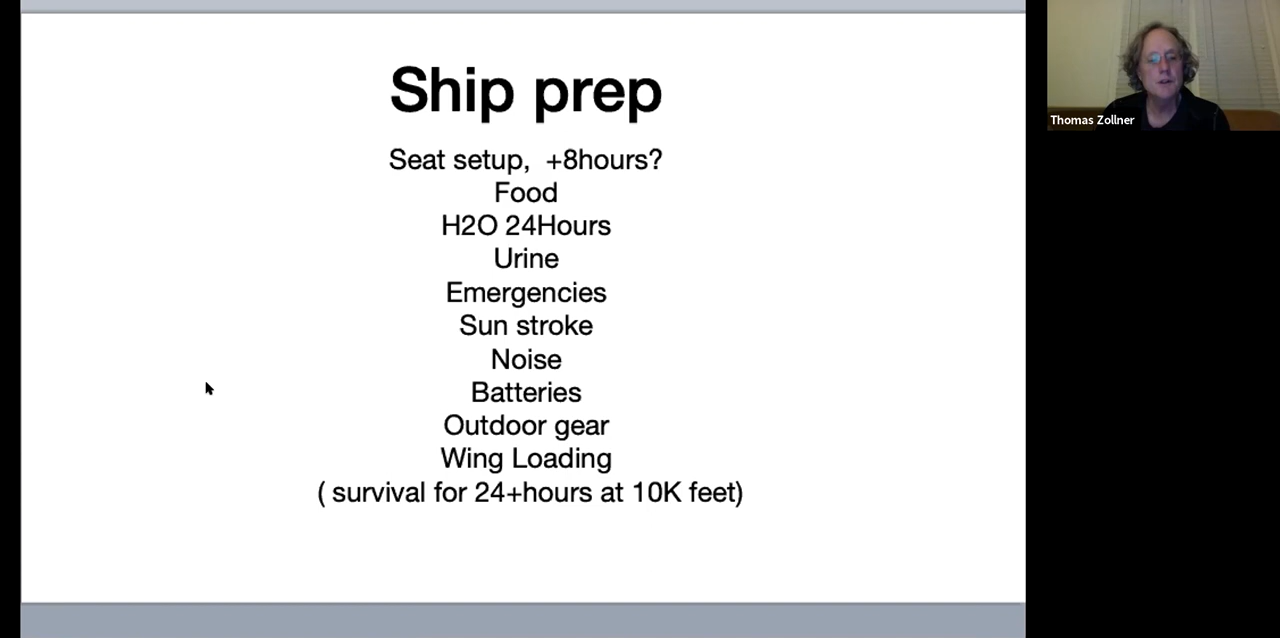 Ship prep
Seat setup,  +8hours?
Food
H2O 24Hours
Urine
Emergencies
Sun stroke
Noise
Batteries
Outdoor gear
Wing Loading
( survival for 24+hours at 10K feet)
Thomas Zollner